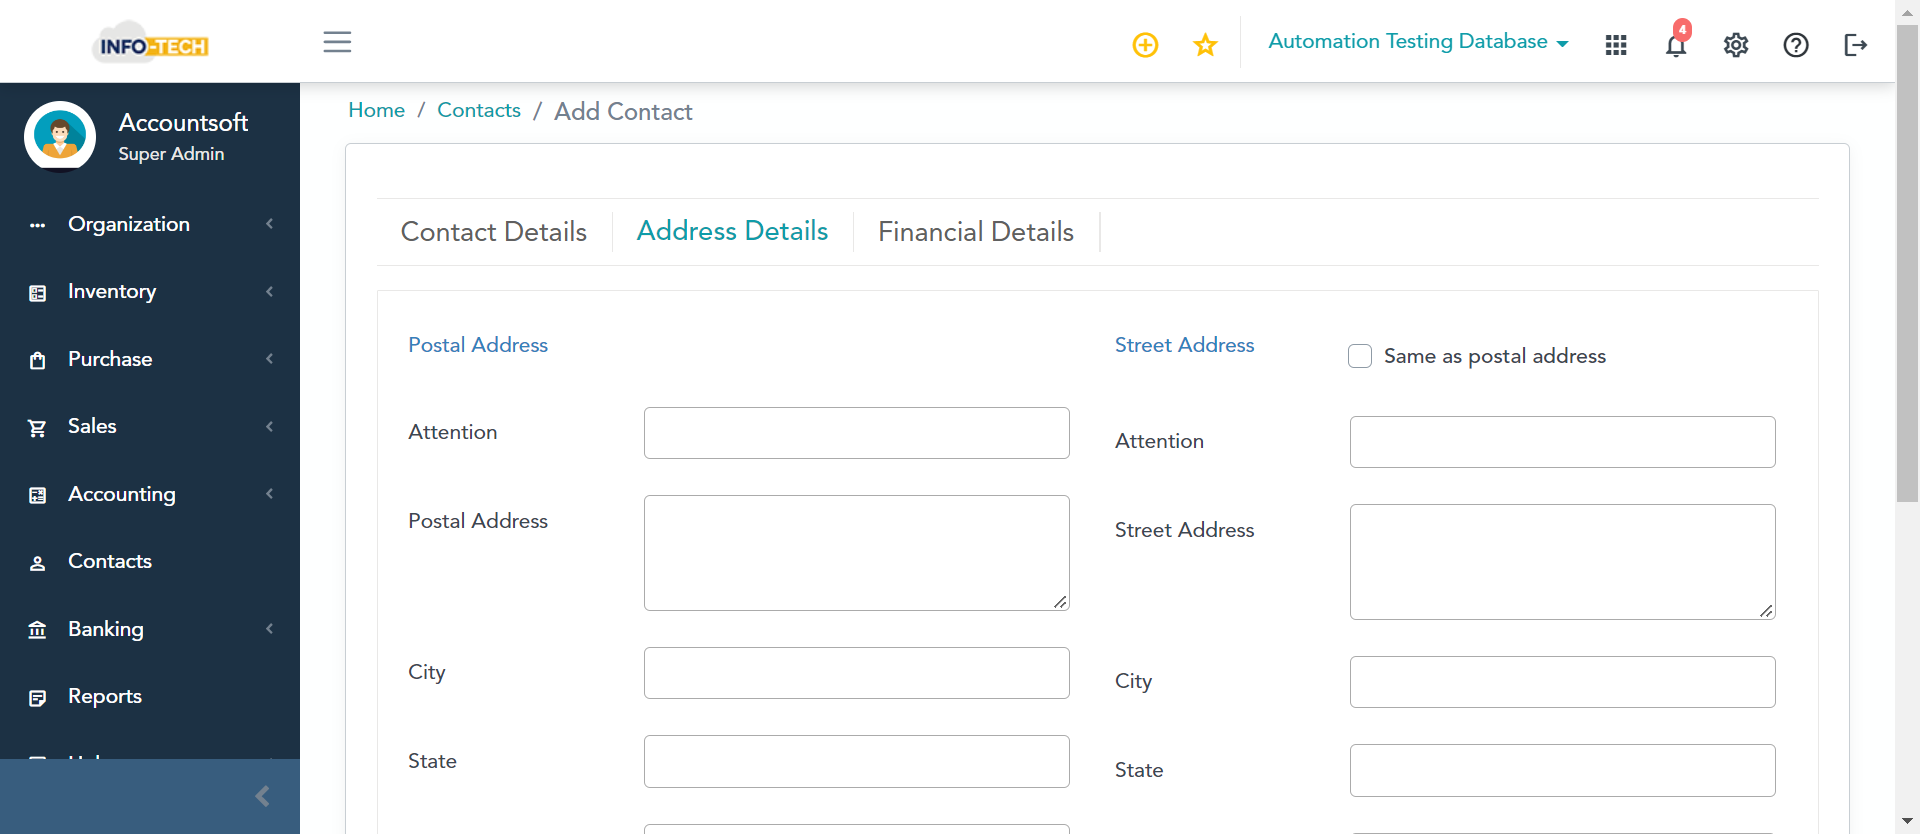 INFO-TECH
Automation Testing Database
4
Accountsoft
Super Admin
Organization
Inventory
Purchase
Sales
Accounting
Contacts
Banking
Reports
Home / Contacts / Add Contact
Contact Details
Address Details
Financial Details
Postal Address
Attention
Postal Address
City
State
Street Address
Same as postal address
Attention
Street Address
City
State